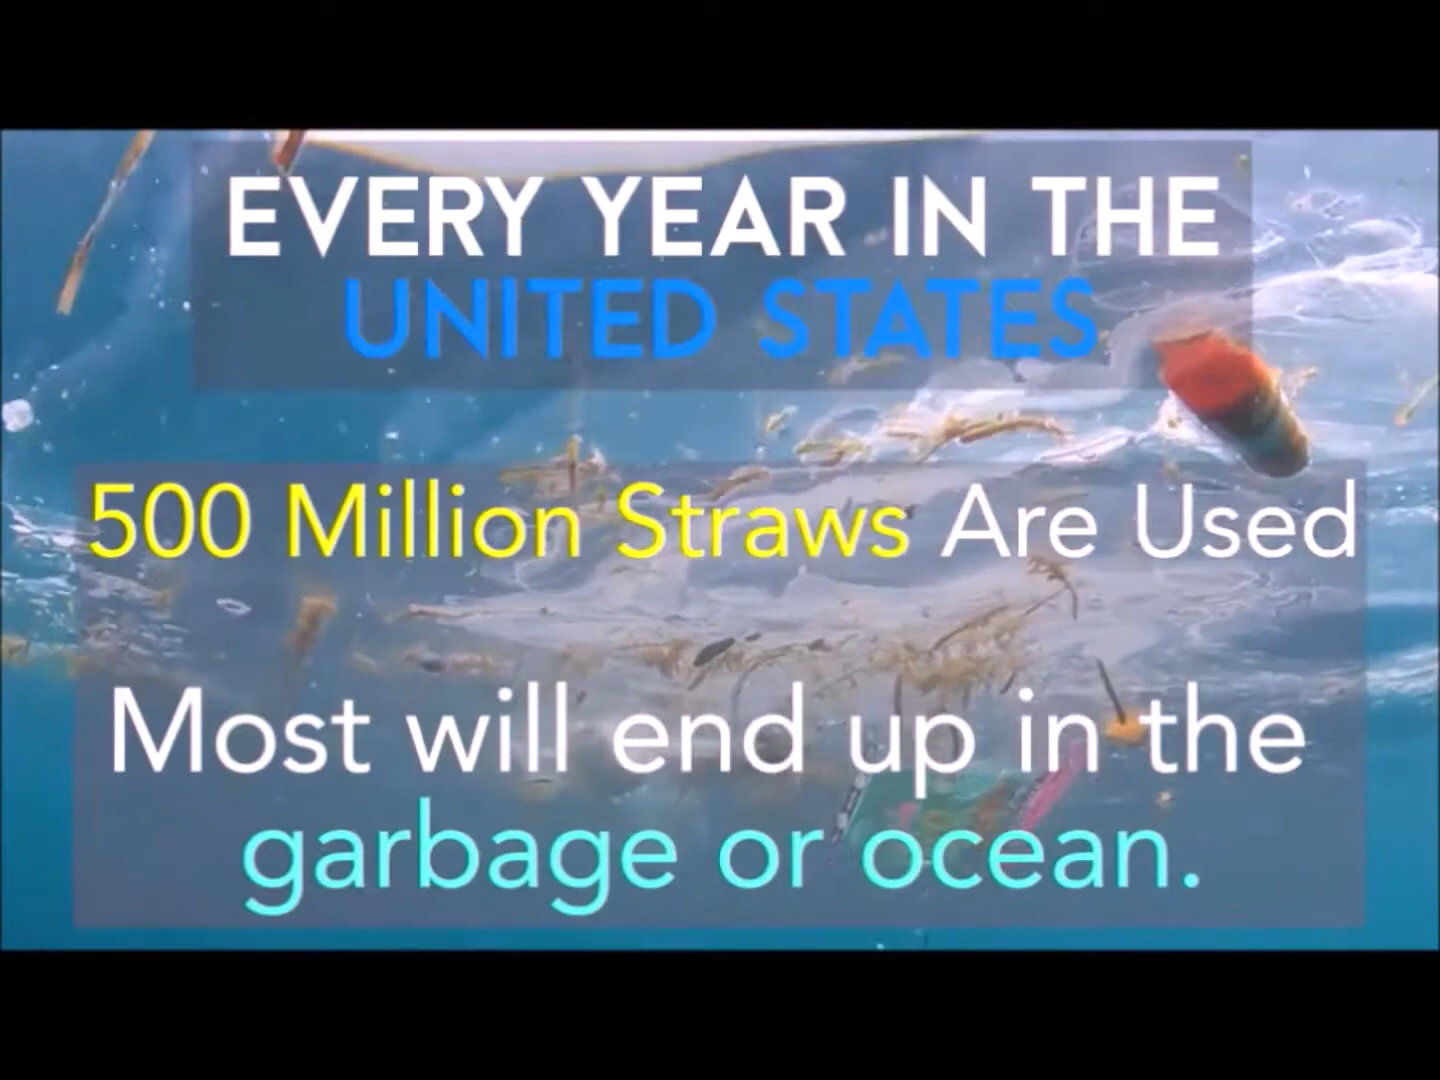 EVERY YEAR IN THE
UNITED STATES
500 Million Straws Are Used
Most will end up in the
garbage or ocean.